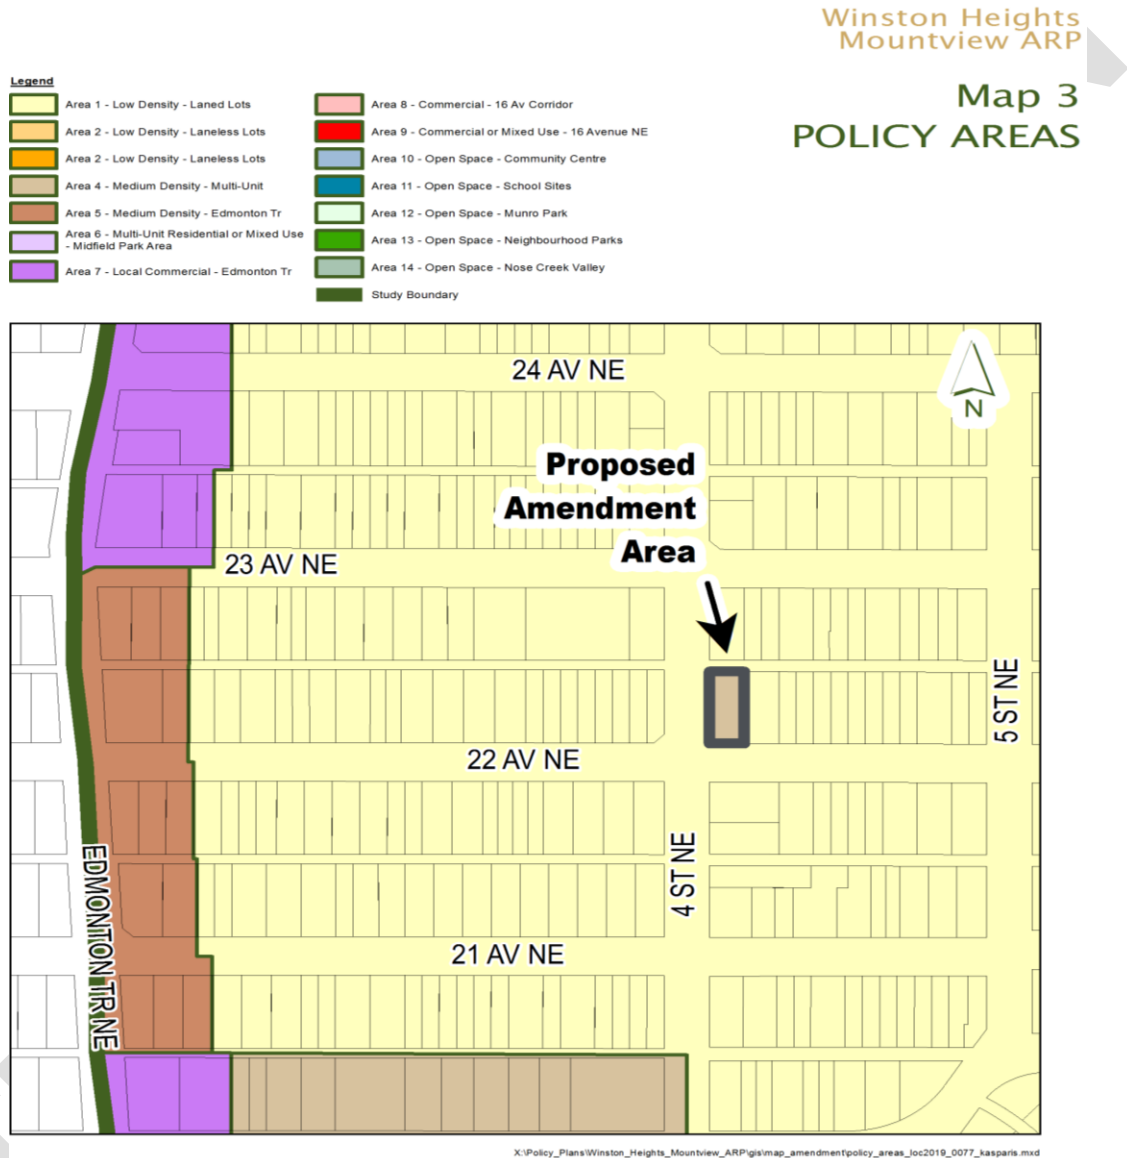 Winston Heights
Mountview ARP
Map 3
POLICY AREAS
Legend
Area 1 - Low Density - Laned Lots
Area 2 - Low Density - Laneless Lots
Area 2 - Low Density - Laneless Lots
Area 4 - Medium Density - Multi-Unit
Area 5 - Medium Density - Edmonton Tr
Area 6 - Multi-Unit Residential or Mixed Use
- Midfield Park Area
Area 7 - Local Commercial - Edmonton Tr
Area 8 - Commercial - 16 Av Corridor
Area 9 - Commercial or Mixed Use - 16 Avenue NE
Area 10 - Open Space - Community Centre
Area 11 - Open Space - School Sites
Area 12 - Open Space - Munro Park
Area 13 - Open Space - Neighbourhood Parks
Area 14 - Open Space - Nose Creek Valley
Study Boundary
24 AV NE
N
Proposed
Amendment
Area
23 AV NE
5 ST NE
22 AV NE
4 ST NE
EDMONTON TR NE
21 AV NE
X:\Policy_Plans\Winston_Heights_Mountview_ARP\gis\map_amendment\policy_areas_loc2019_0077_kasparis.mxd